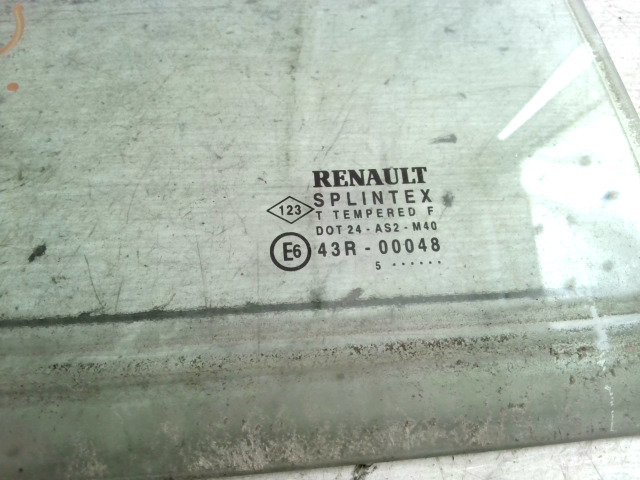 RENAULT
SPLINTEX
123 T TEMPERED F
DOT 24 - AS2 - M40
E6 43R - 00048
5 ······